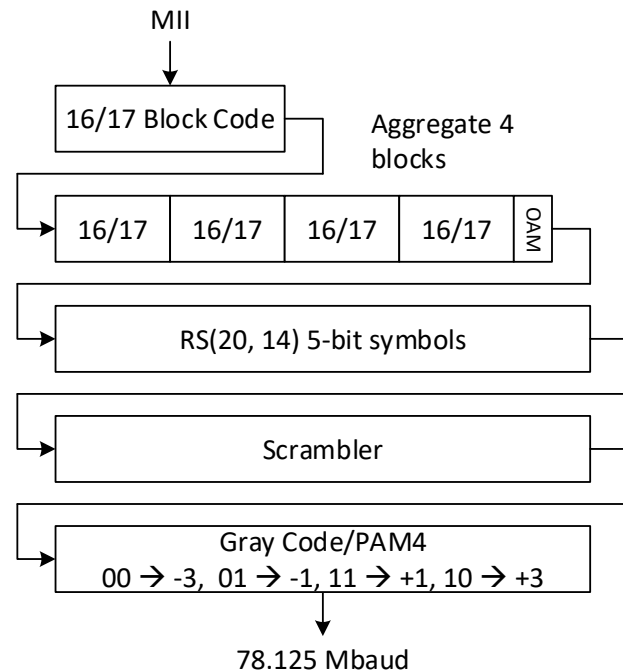 MII
16/17 Block Code
Aggregate 4
blocks
16/17 16/17 16/17 16/17 OAM
RS(20, 14) 5-bit symbols
Scrambler
Gray Code/PAM4
00 → -3, 01 → -1, 11 → +1, 10 → +3
78.125 Mbaud